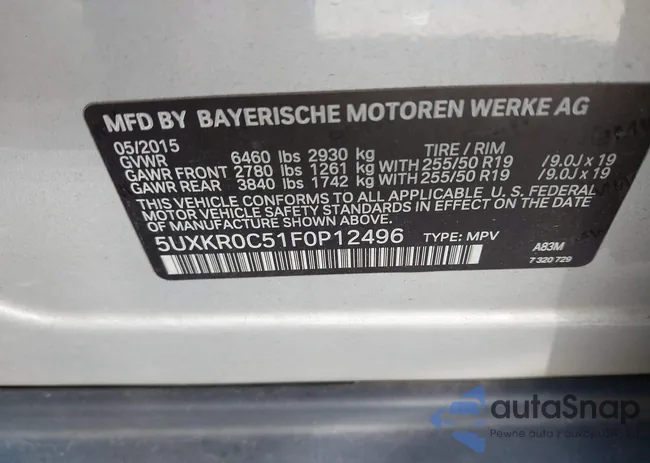 MFD BY BAYERISCHE MOTOREN WERKE AG
05/2015 TIRE / RIM
GVWR 6460 lbs 2930 kg
GAWR FRONT 2780 lbs 1261 kg WITH 255/50 R19 /9.0J x 19
GAWR REAR 3840 lbs 1742 kg WITH 255/50 R19 /9.0J x 19
THIS VEHICLE CONFORMS TO ALL APPLICABLE U. S. FEDERAL
MOTOR VEHICLE SAFETY STANDARDS IN EFFECT ON THE DATE
OF MANUFACTURE SHOWN ABOVE.
5UXKR0C51F0P12496 TYPE: MPV
A83M
7 320 729
autaSnap
Pewne auto z aukcji